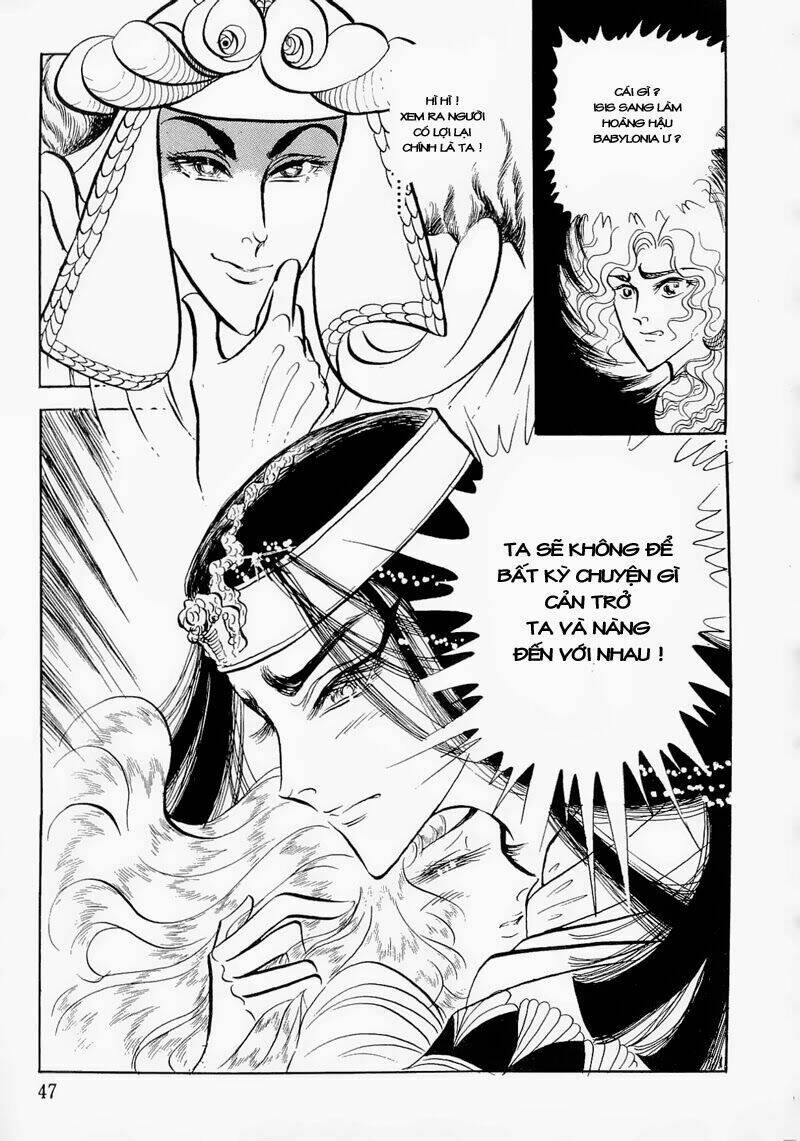 CÁI GÌ ?
ISIS SANG LÀM
HOÀNG HẬU
BABYLONIA Ư ?
HÌ HÌ !
XEM RA NGƯỜI
CÓ LỢI LẠI
CHÍNH LÀ TA !
TA SẼ KHÔNG ĐỂ
BẤT KỲ CHUYỆN GÌ
CẢN TRỞ
TA VÀ NÀNG
ĐẾN VỚI NHAU !
47